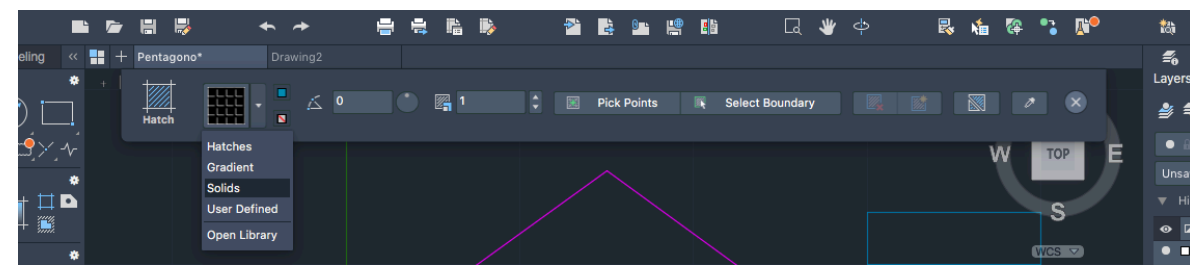 eling
Pentagono*
Drawing2
Layers
Hatch
0
1
Pick Points
Select Boundary
Hatches
Gradient
Solids
User Defined
Open Library
W
TOP
E
S
WCS
Unsa
Hi